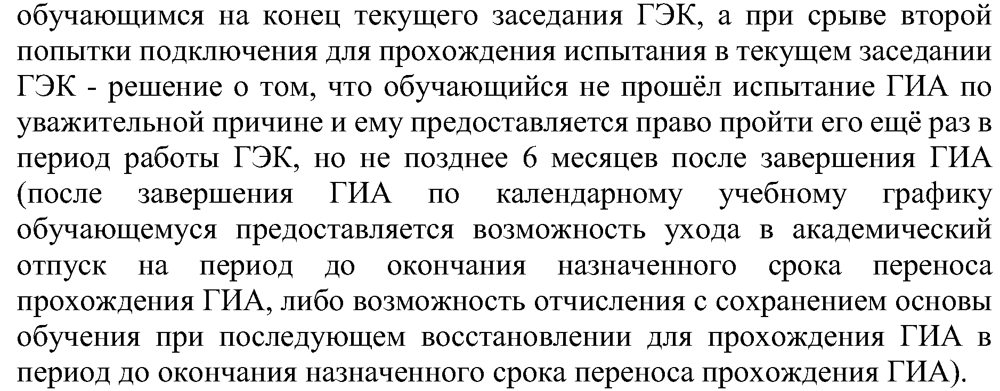 обучающимся на конец текущего заседания ГЭК, а при срыве второй
попытки подключения для прохождения испытания в текущем заседании
ГЭК - решение о том, что обучающийся не прошёл испытание ГИА по
уважительной причине и ему предоставляется право пройти его ещё раз в
период работы ГЭК, но не позднее 6 месяцев после завершения ГИА
(после завершения ГИА по календарному учебному графику
обучающемуся предоставляется возможность ухода в академический
отпуск на период до окончания назначенного срока переноса
прохождения ГИА, либо возможность отчисления с сохранением основы
обучения при последующем восстановлении для прохождения ГИА в
период до окончания назначенного срока переноса прохождения ГИА).